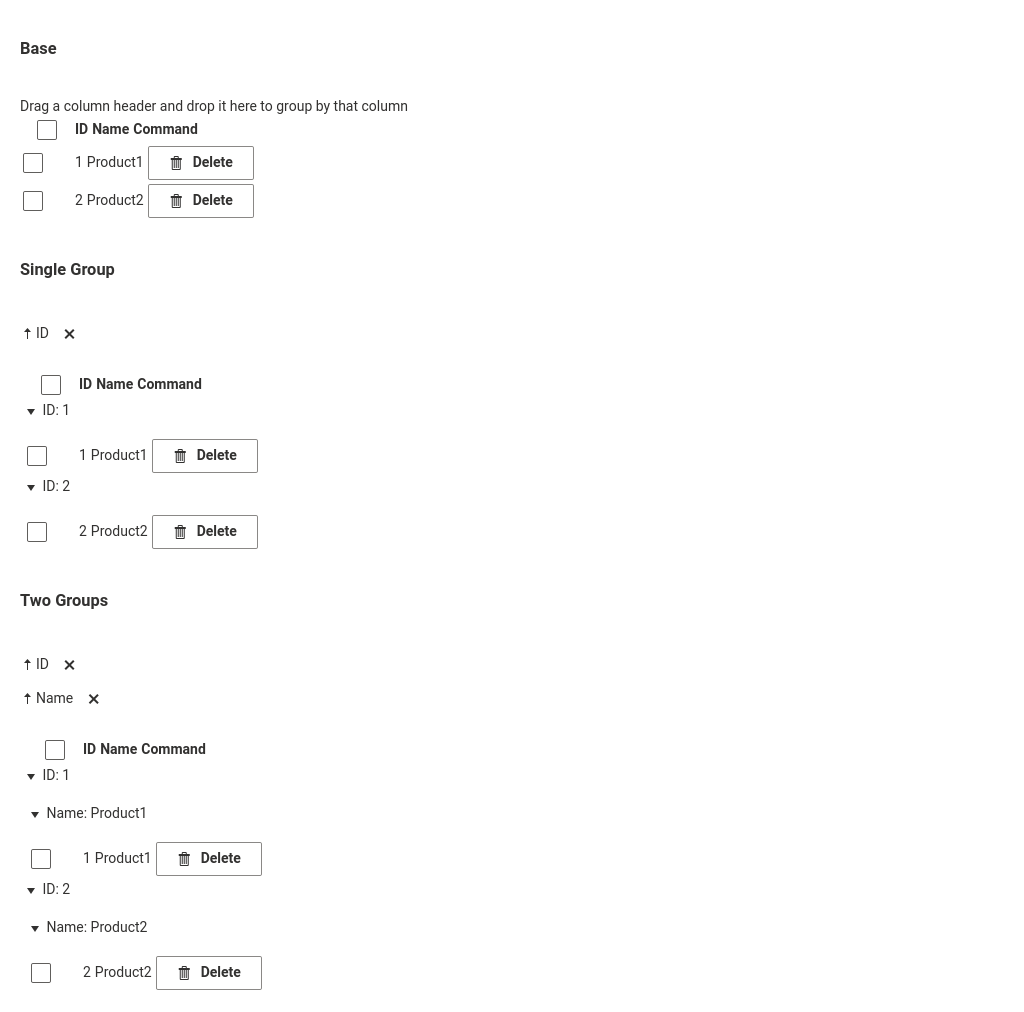 Base
Drag a column header and drop it here to group by that column
ID Name Command
1 Product1 Delete
2 Product2 Delete
Single Group
ID
ID Name Command
ID: 1
1 Product1 Delete
ID: 2
2 Product2 Delete
Two Groups
ID
Name
ID Name Command
ID: 1
Name: Product1
1 Product1 Delete
ID: 2
Name: Product2
2 Product2 Delete